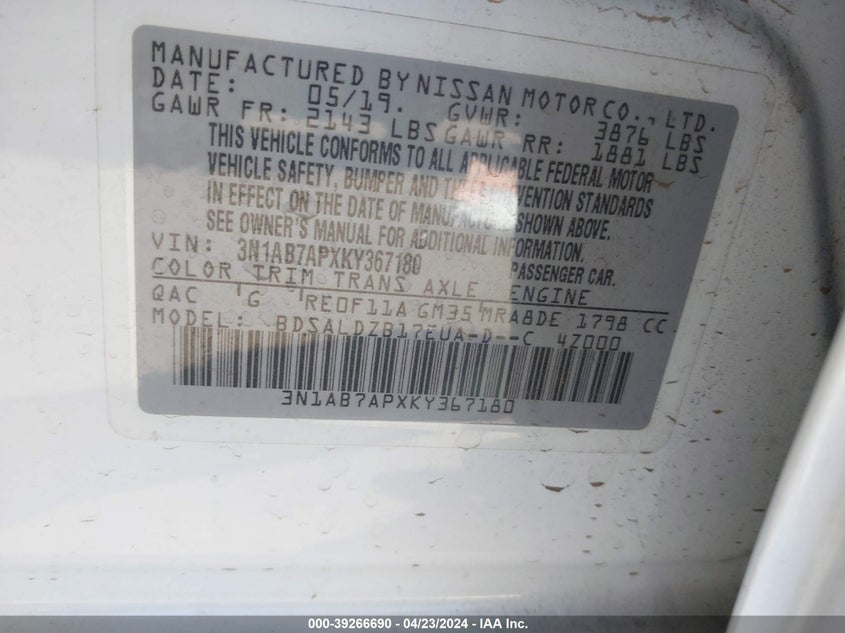 MANUFACTURED BY NISSAN MOTOR CO., LTD.
DATE: 05/19. GVWR: 3876 LBS
GAWR FR: 2143 LBS GAWR RR: 1881 LBS
THIS VEHICLE CONFORMS TO ALL APPLICABLE FEDERAL MOTOR
VEHICLE SAFETY, BUMPER AND THEFT PREVENTION STANDARDS
IN EFFECT ON THE DATE OF MANUFACTURE SHOWN ABOVE.
SEE OWNER'S MANUAL FOR ADDITIONAL INFORMATION.
VIN: 3N1AB7APXKY367180 PASSENGER CAR.
COLOR TRIM TRANS AXLE ENGINE
QAC G RE0F11A GM35 MRA8DE 1798 CC
MODEL: BDSALDZB17EUA-D--C 4Z000
3N1AB7APXKY367180
000-39266690 - 04/23/2024 - IAA Inc.